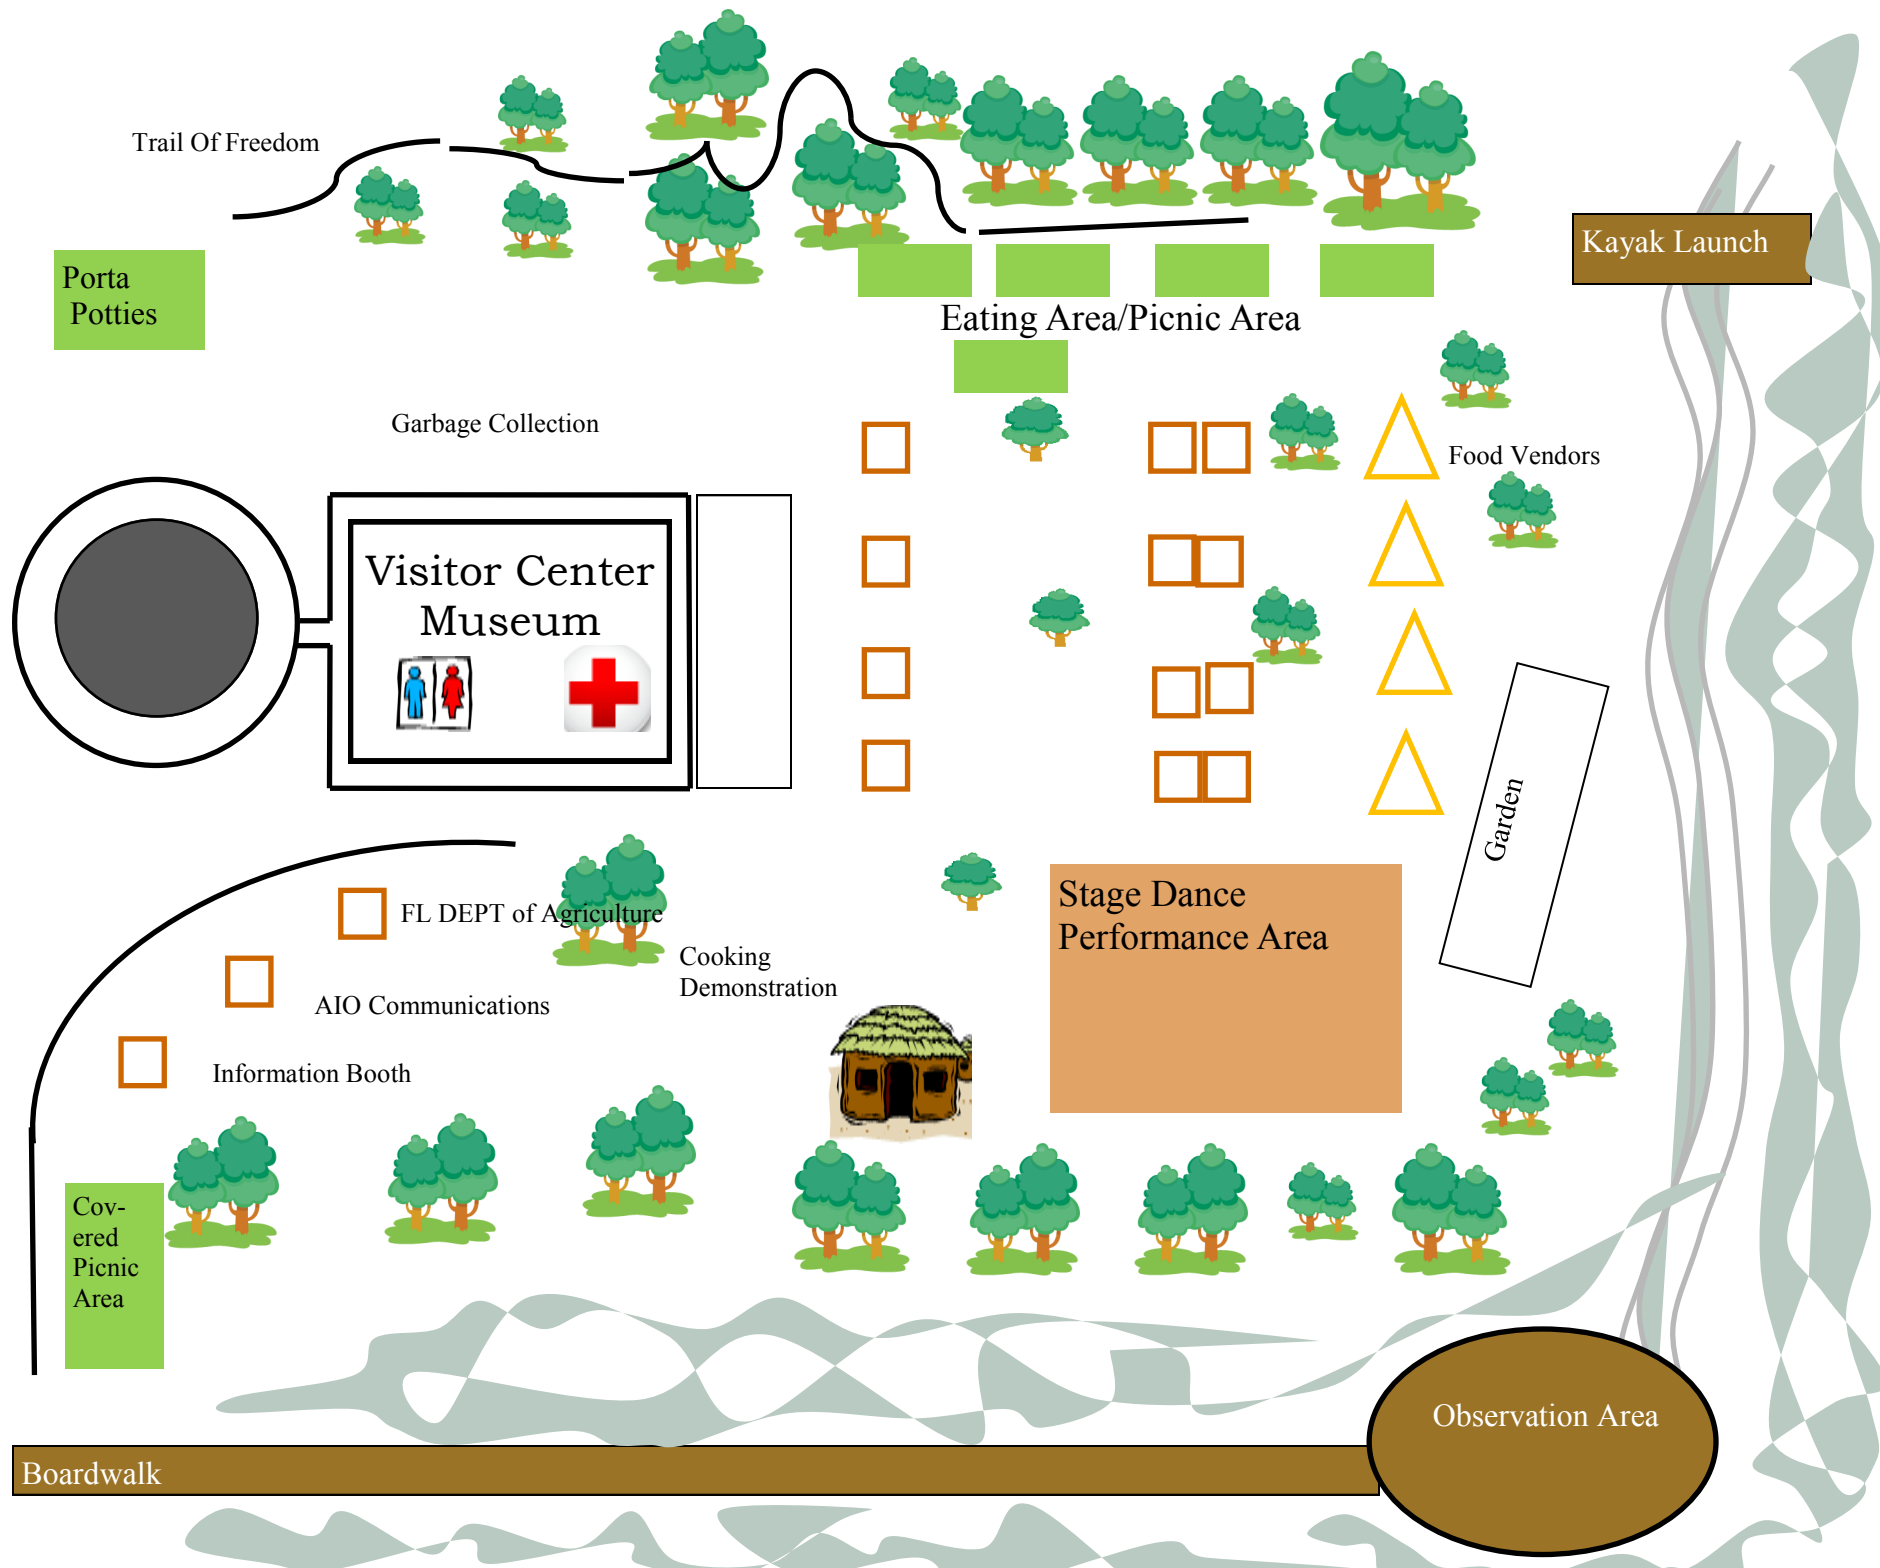 Trail Of Freedom
Kayak Launch
Porta
Potties
Eating Area/Picnic Area
Garbage Collection
Food Vendors
Visitor Center
Museum
Garden
Stage Dance
Performance Area
FL DEPT of Agriculture
Cooking
Demonstration
AIO Communications
Information Booth
Cov-
ered
Picnic
Area
Observation Area
Boardwalk